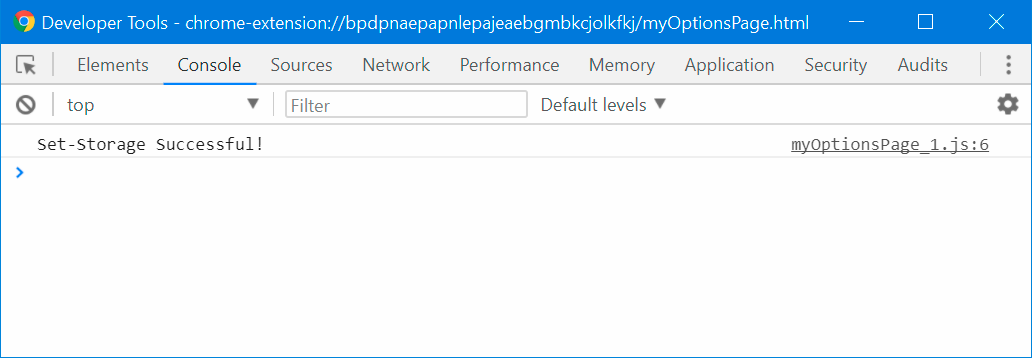 Developer Tools - chrome-extension://bpdpnaepapnlepajeaebgmbkcjolkfkj/myOptionsPage.html
Elements Console Sources Network Performance Memory Application Security Audits
top Filter Default levels
Set-Storage Successful! myOptionsPage_1.js:6